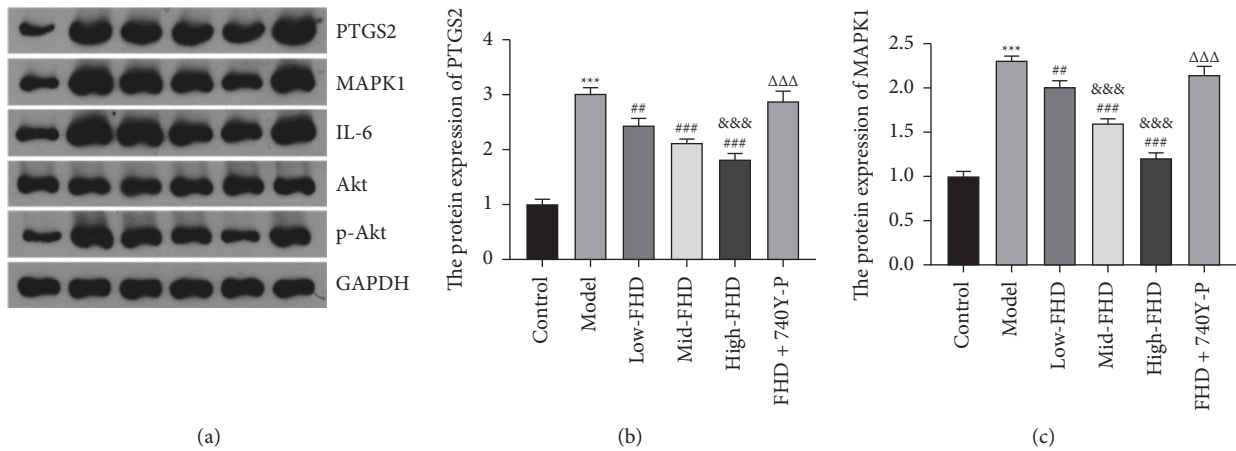 PTGS2
MAPK1
IL-6
Akt
p-Akt
GAPDH
(a)
The protein expression of PTGS2
4
3
2
1
0
***
##
###
&&&
###
ΔΔΔ
Control
Model
Low-FHD
Mid-FHD
High-FHD
FHD + 740Y-P
(b)
The protein expression of MAPK1
2.5
2.0
1.5
1.0
0.5
0.0
***
##
&&&
###
&&&
###
ΔΔΔ
Control
Model
Low-FHD
Mid-FHD
High-FHD
FHD + 740Y-P
(c)